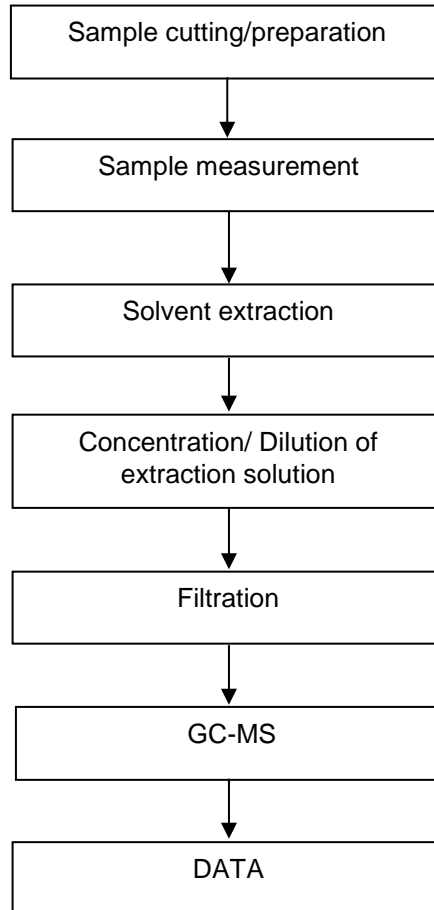 Sample cutting/preparation
Sample measurement
Solvent extraction
Concentration/ Dilution of
extraction solution
Filtration
GC-MS
DATA